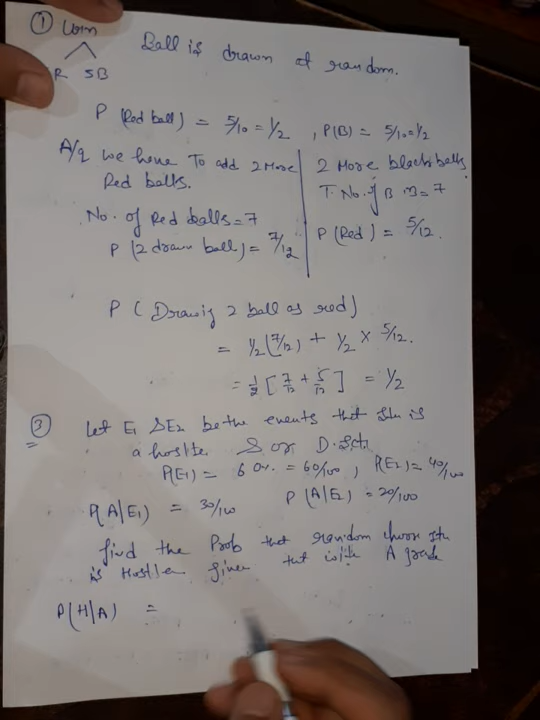 ① Urn
Ball is drawn at random.
R 5B
P (Red ball) = 5/10 = 1/2 , P(B) = 5/10 = 1/2
A/q we have To add 2 More
Red balls.
No. of Red balls = 7
P (2 drawn ball) = 7/12
2 More black balls
T. No. of B = 7
P (Red) = 5/12.
P ( Drawing 2 ball as red)
= 1/2 (7/12) + 1/2 × 5/12.
= 1/2 [ 7/12 + 5/12 ] = 1/2
③ Let E1 & E2 be the events that stu is
a hostle & or D. Sch
P(E1) = 60%. = 60/100 , P(E2) = 40/100
P(A|E1) = 30/100 P (A|E2) = 20/100
find the Prob that random choose stu
is Hostler given that with A grade
P(H|A) =